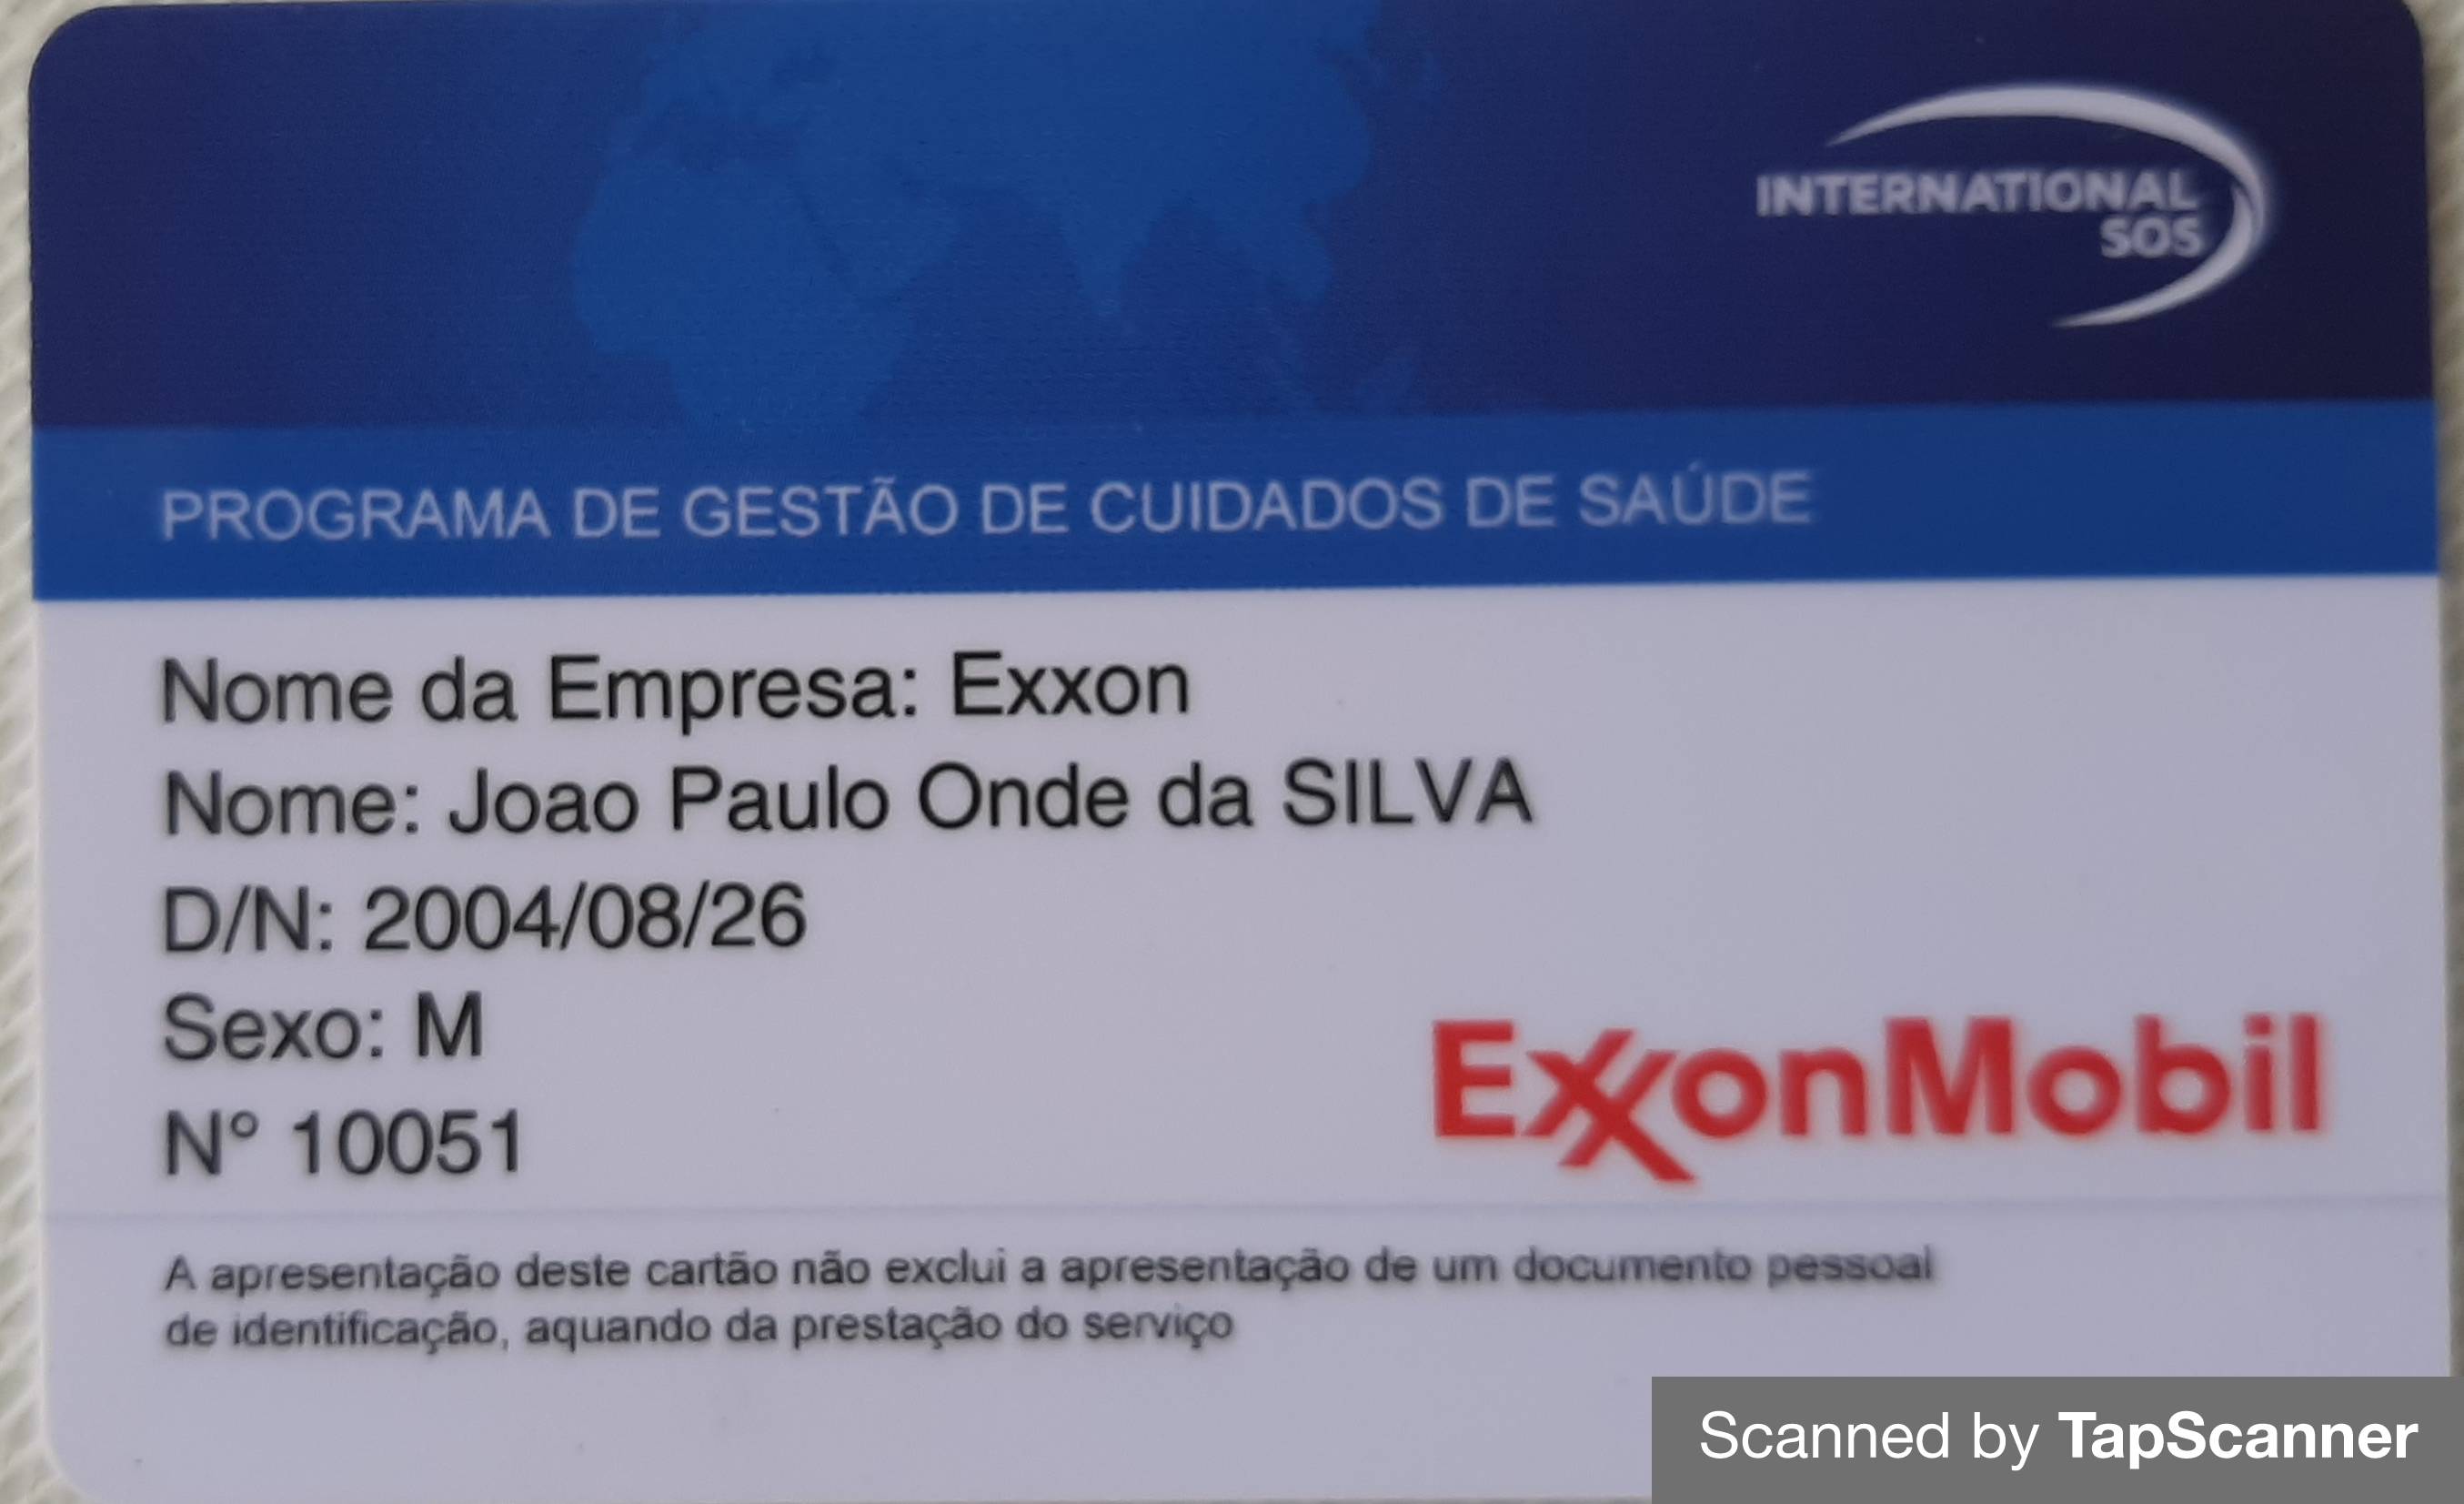 INTERNATIONAL
SOS
PROGRAMA DE GESTÃO DE CUIDADOS DE SAÚDE
Nome da Empresa: Exxon
Nome: Joao Paulo Onde da SILVA
D/N: 2004/08/26
Sexo: M
N° 10051
ExxonMobil
A apresentação deste cartão não exclui a apresentação de um documento pessoal
de identificação, aquando da prestação do serviço
Scanned by TapScanner